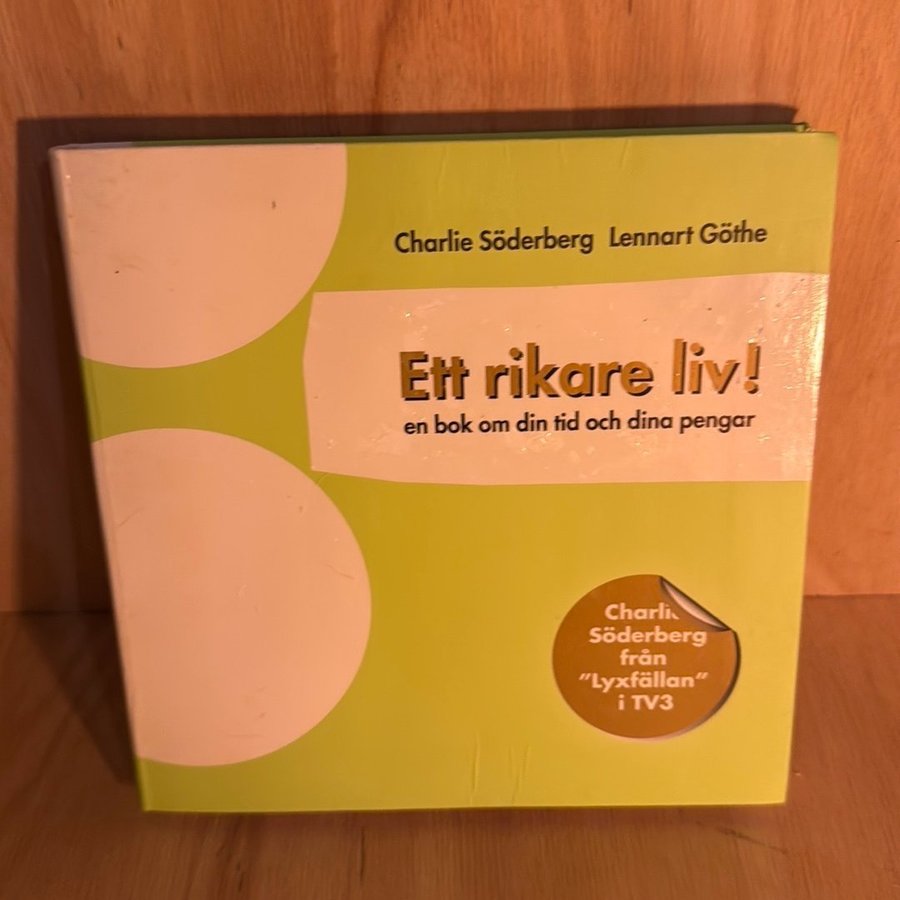 Charlie Söderberg Lennart Göthe
Ett rikare liv!
en bok om din tid och dina pengar
Charlie
Söderberg
från
"Lyxfällan"
i TV3